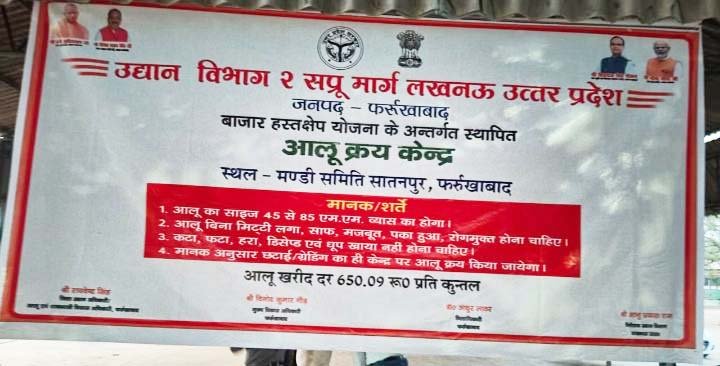 उद्यान विभाग २ सप्रू मार्ग लखनऊ उत्तर प्रदेश
जनपद – फर्रूखाबाद
बाजार हस्तक्षेप योजना के अन्तर्गत स्थापित
आलू क्रय केन्द्र
स्थल – मण्डी समिति सातनपुर, फर्रुखाबाद
मानक/शर्ते
1. आलू का साइज 45 से 85 एम.एम. व्यास का होगा।
2. आलू बिना मिट्टी लगा, साफ, मजबूत, पका हुआ, रोगमुक्त होना चाहिए।
3. कटा, फटा, हरा, डिसेप्ड एवं धूप खाया नही होना चाहिए।
4. मानक अनुसार छटाई/ग्रेडिंग का ही केन्द्र पर आलू क्रय किया जायेगा।
आलू खरीद दर 650.09 रू0 प्रति कुन्तल
श्री विनोद कुमार गौड़
मुख्य विकास अधिकारी
फर्रुखाबाद
जिलाधिकारी
फर्रुखाबाद